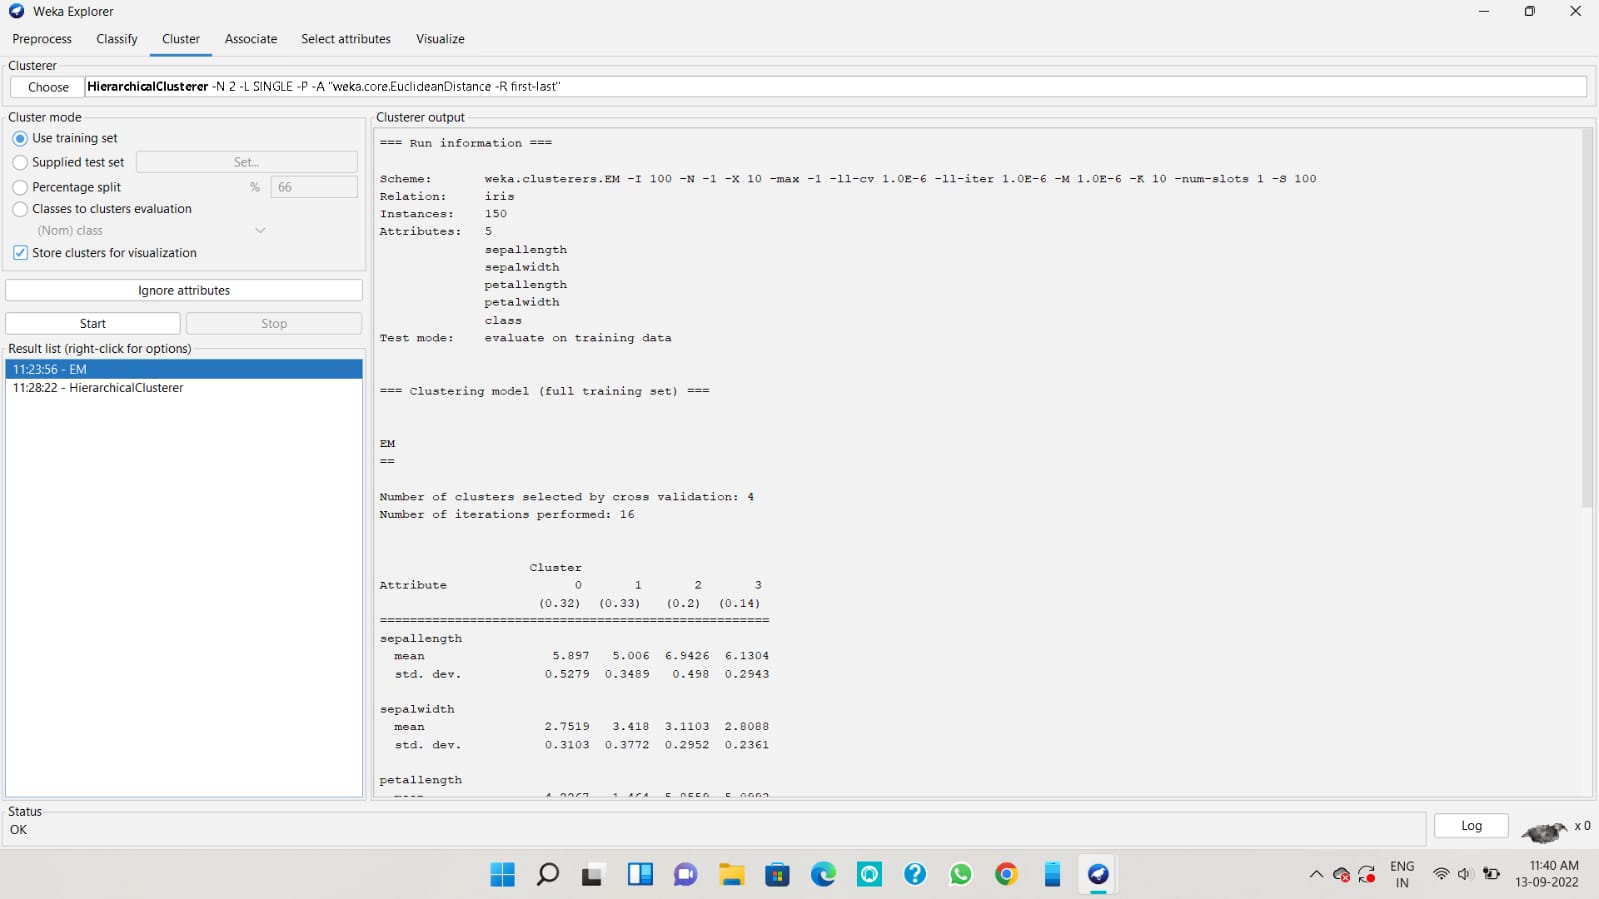 Weka Explorer
Preprocess Classify Cluster Associate Select attributes Visualize
Clusterer
Choose HierarchicalClusterer -N 2 -L SINGLE -P -A "weka.core.EuclideanDistance -R first-last"
Cluster mode
Use training set
Supplied test set Set...
Percentage split % 66
Classes to clusters evaluation
(Nom) class
Store clusters for visualization
Ignore attributes
Start Stop
Result list (right-click for options)
11:23:56 - EM
11:28:22 - HierarchicalClusterer
Clusterer output
=== Run information ===
Scheme: weka.clusterers.EM -I 100 -N -1 -X 10 -max -1 -ll-cv 1.0E-6 -ll-iter 1.0E-6 -M 1.0E-6 -K 10 -num-slots 1 -S 100
Relation: iris
Instances: 150
Attributes: 5
sepallength
sepalwidth
petallength
petalwidth
class
Test mode: evaluate on training data
=== Clustering model (full training set) ===
EM
==
Number of clusters selected by cross validation: 4
Number of iterations performed: 16
Cluster
Attribute 0 1 2 3
(0.32) (0.33) (0.2) (0.14)
====================================================
sepallength
mean 5.897 5.006 6.9426 6.1304
std. dev. 0.5279 0.3489 0.498 0.2943
sepalwidth
mean 2.7519 3.418 3.1103 2.8088
std. dev. 0.3103 0.3772 0.2952 0.2361
petallength
Status
OK
Log x 0
ENG
IN
11:40 AM
13-09-2022